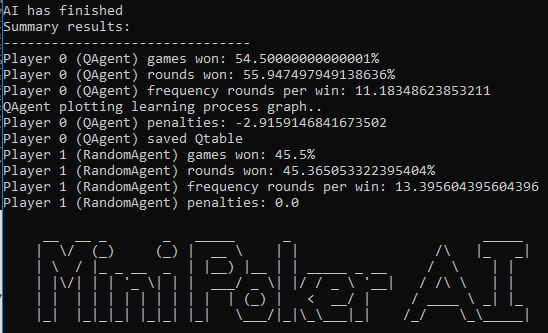 AI has finished
Summary results:
-------------------------------
Player 0 (QAgent) games won: 54.50000000000001%
Player 0 (QAgent) rounds won: 55.947497949138636%
Player 0 (QAgent) frequency rounds per win: 11.18348623853211
QAgent plotting learning process graph..
Player 0 (QAgent) penalties: -2.9159146841673502
Player 0 (QAgent) saved Qtable
Player 1 (RandomAgent) games won: 45.5%
Player 1 (RandomAgent) rounds won: 45.365053322395404%
Player 1 (RandomAgent) frequency rounds per win: 13.395604395604396
Player 1 (RandomAgent) penalties: 0.0
Mini Poker AI